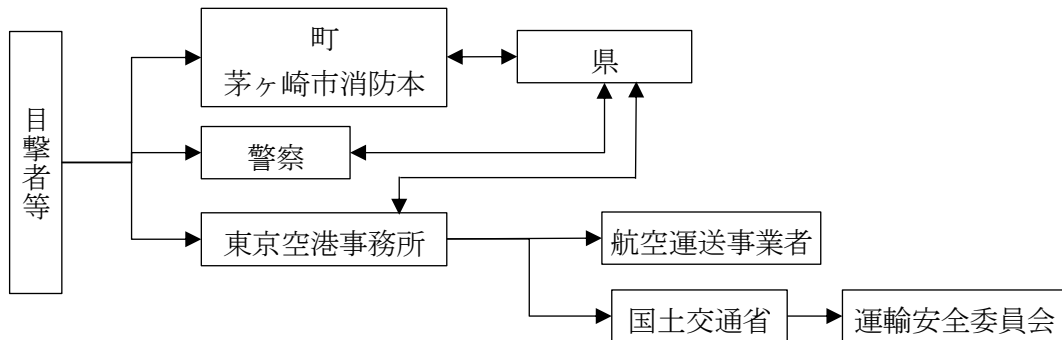 目撃者等
町
茅ヶ崎市消防本
県
警察
東京空港事務所
航空運送事業者
国土交通省
運輸安全委員会